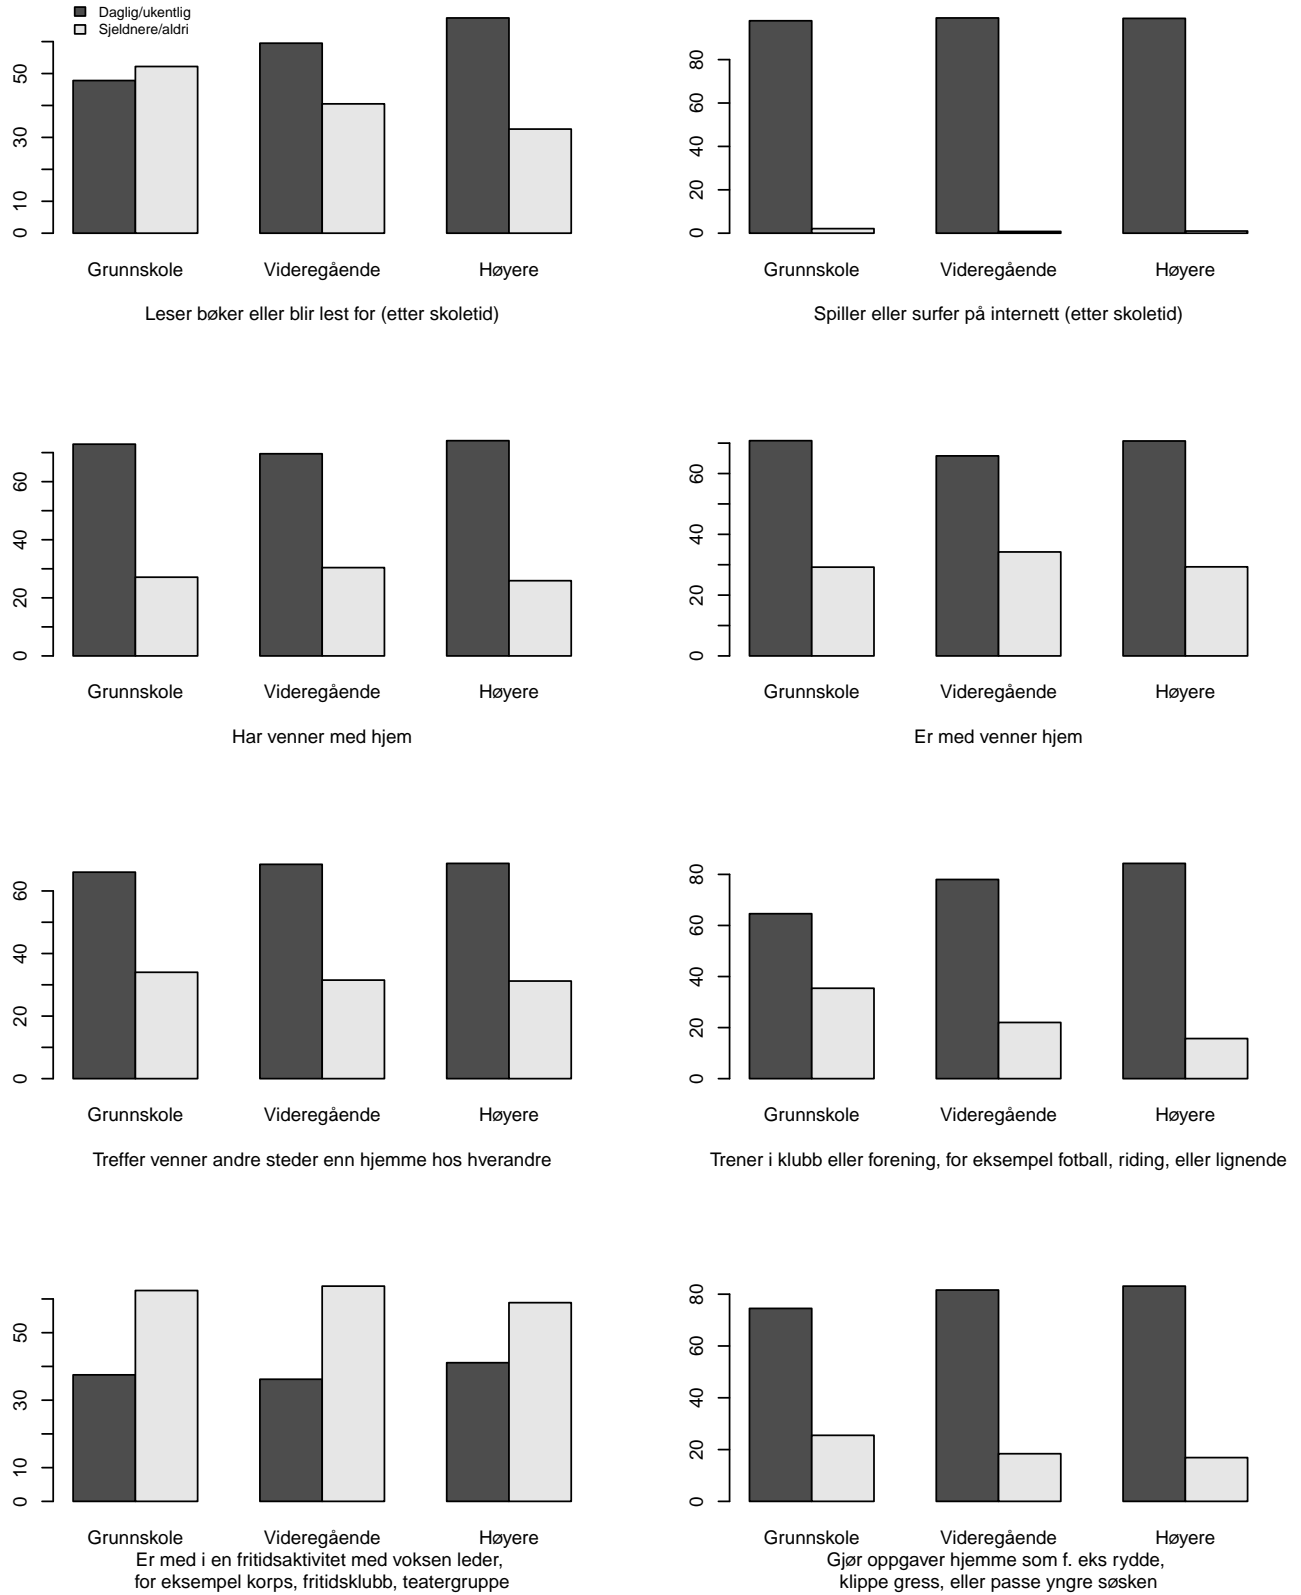 Daglig/ukentlig
Sjeldnere/aldri
0 10 30 50
Grunnskole Videregående Høyere
Leser bøker eller blir lest for (etter skoletid)
0 20 40 60 80
Grunnskole Videregående Høyere
Spiller eller surfer på internett (etter skoletid)
0 20 40 60
Grunnskole Videregående Høyere
Har venner med hjem
0 20 40 60
Grunnskole Videregående Høyere
Er med venner hjem
0 20 40 60
Grunnskole Videregående Høyere
Treffer venner andre steder enn hjemme hos hverandre
0 20 40 60 80
Grunnskole Videregående Høyere
Trener i klubb eller forening, for eksempel fotball, riding, eller lignende
0 10 30 50
Grunnskole Videregående Høyere
Er med i en fritidsaktivitet med voksen leder,
for eksempel korps, fritidsklubb, teatergruppe
0 20 40 60 80
Grunnskole Videregående Høyere
Gjør oppgaver hjemme som f. eks rydde,
klippe gress, eller passe yngre søsken